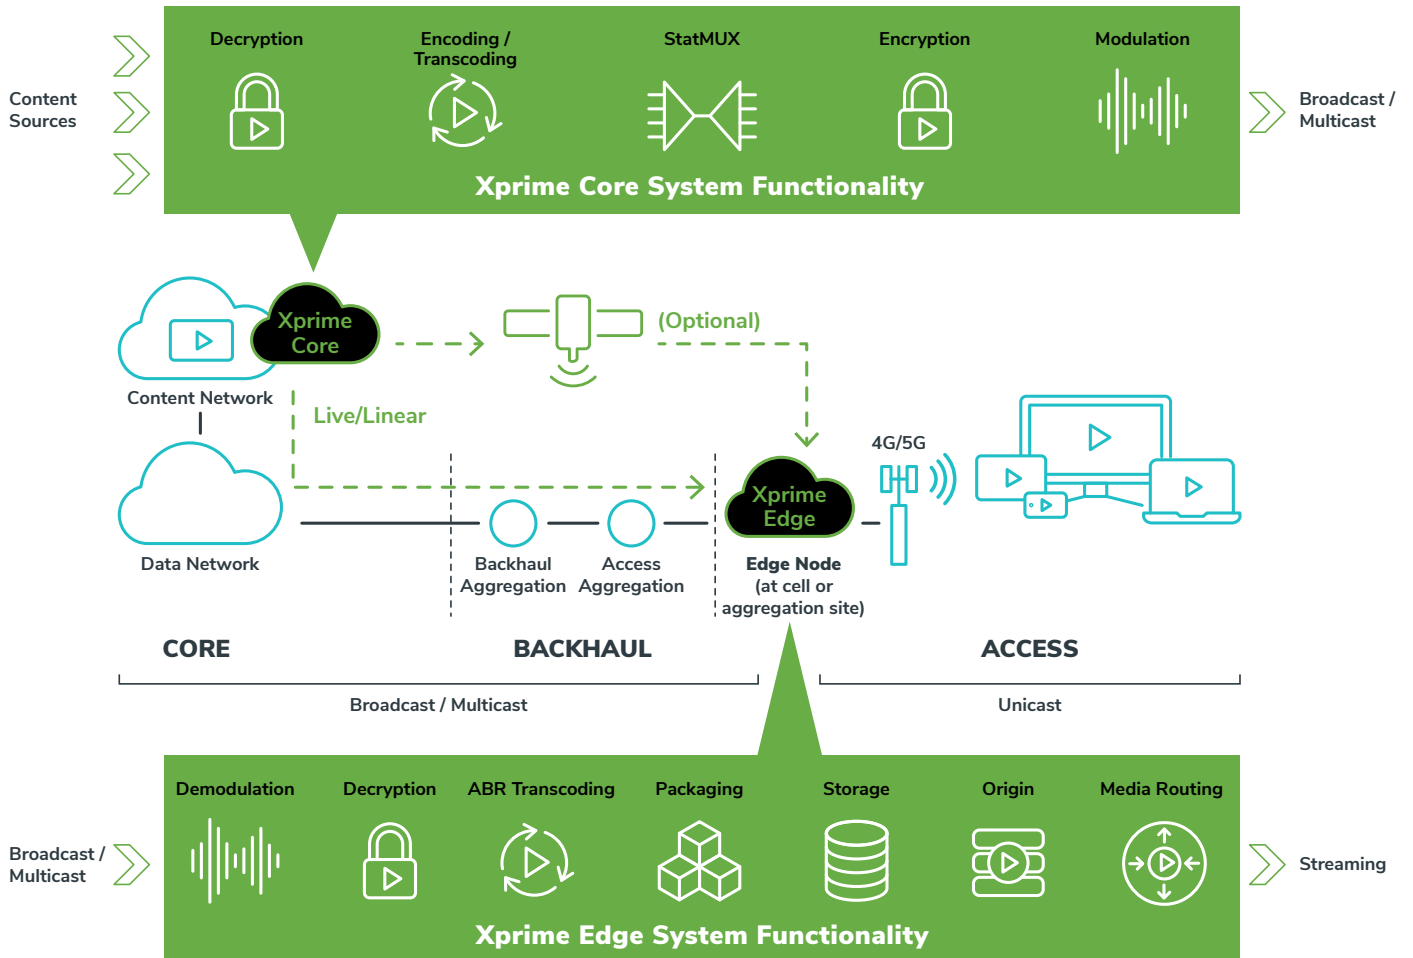 Decryption
Encoding /
Transcoding
StatMUX
Encryption
Modulation
Content
Sources
Broadcast /
Multicast
Xprime Core System Functionality
Xprime
Core
(Optional)
Content Network
Live/Linear
4G/5G
Xprime
Edge
Data Network
Backhaul
Aggregation
Access
Aggregation
Edge Node
(at cell or
aggregation site)
CORE
BACKHAUL
ACCESS
Broadcast / Multicast
Unicast
Demodulation
Decryption
ABR Transcoding
Packaging
Storage
Origin
Media Routing
Broadcast /
Multicast
Streaming
Xprime Edge System Functionality